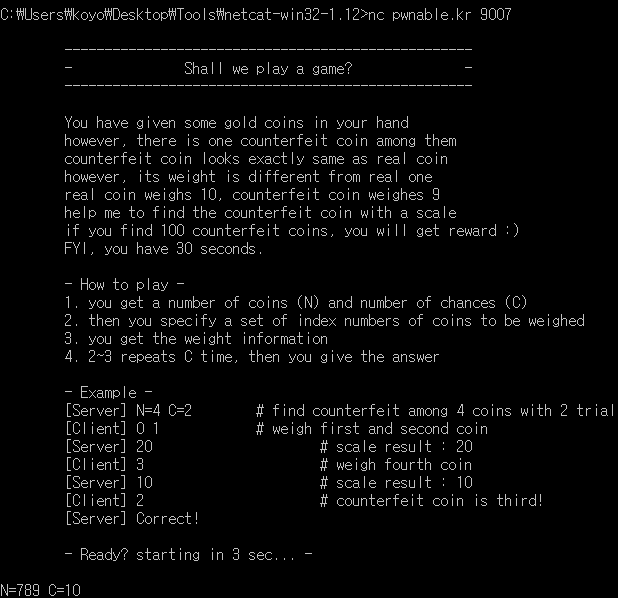 C:₩Users₩koyo₩Desktop₩Tools₩netcat-win32-1.12>nc pwnable.kr 9007
---------------------------------------------------
- Shall we play a game? -
---------------------------------------------------
You have given some gold coins in your hand
however, there is one counterfeit coin among them
counterfeit coin looks exactly same as real coin
however, its weight is different from real one
real coin weighs 10, counterfeit coin weighes 9
help me to find the counterfeit coin with a scale
if you find 100 counterfeit coins, you will get reward :)
FYI, you have 30 seconds.
- How to play -
1. you get a number of coins (N) and number of chances (C)
2. then you specify a set of index numbers of coins to be weighed
3. you get the weight information
4. 2~3 repeats C time, then you give the answer
- Example -
[Server] N=4 C=2 # find counterfeit among 4 coins with 2 trial
[Client] 0 1 # weigh first and second coin
[Server] 20 # scale result : 20
[Client] 3 # weigh fourth coin
[Server] 10 # scale result : 10
[Client] 2 # counterfeit coin is third!
[Server] Correct!
- Ready? starting in 3 sec... -
N=789 C=10